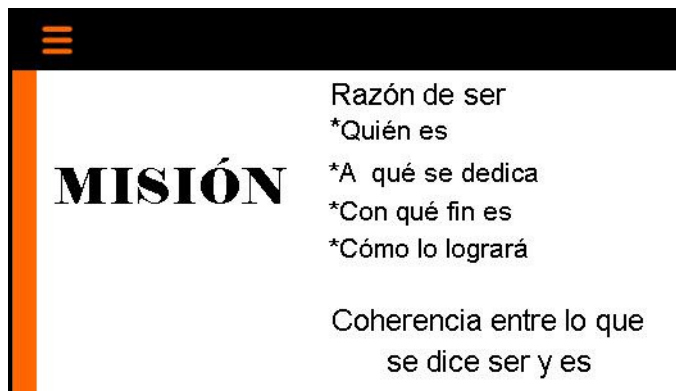 Razón de ser
*Quién es
MISIÓN
*A qué se dedica
*Con qué fin es
*Cómo lo logrará
Coherencia entre lo que
se dice ser y es